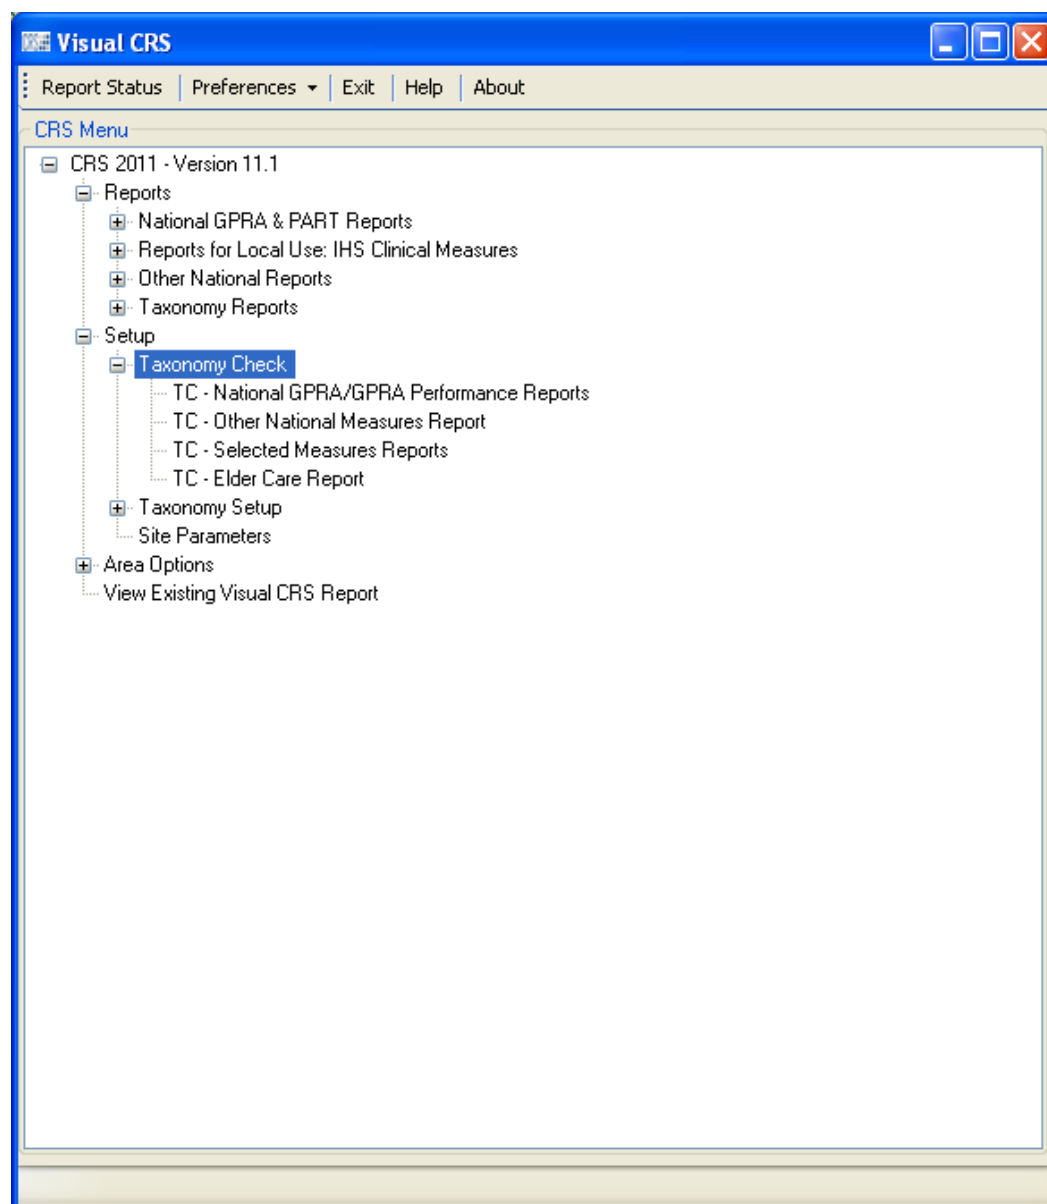 Visual CRS
Report Status Preferences Exit Help About
CRS Menu
CRS 2011 - Version 11.1
Reports
National GPRA & PART Reports
Reports for Local Use: IHS Clinical Measures
Other National Reports
Taxonomy Reports
Setup
Taxonomy Check
TC - National GPRA/GPRA Performance Reports
TC - Other National Measures Report
TC - Selected Measures Reports
TC - Elder Care Report
Taxonomy Setup
Site Parameters
Area Options
View Existing Visual CRS Report